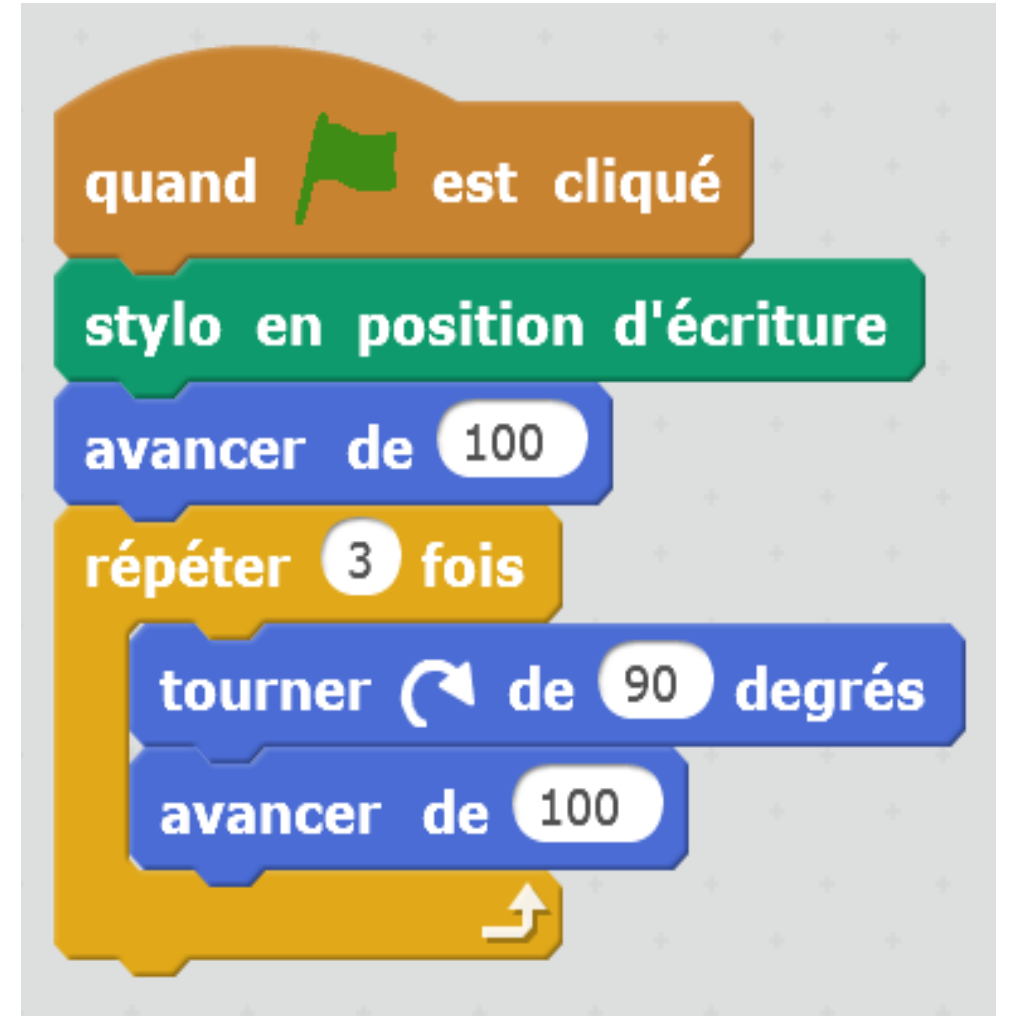 quand est cliqué
stylo en position d'écriture
avancer de 100
répéter 3 fois
tourner de 90 degrés
avancer de 100